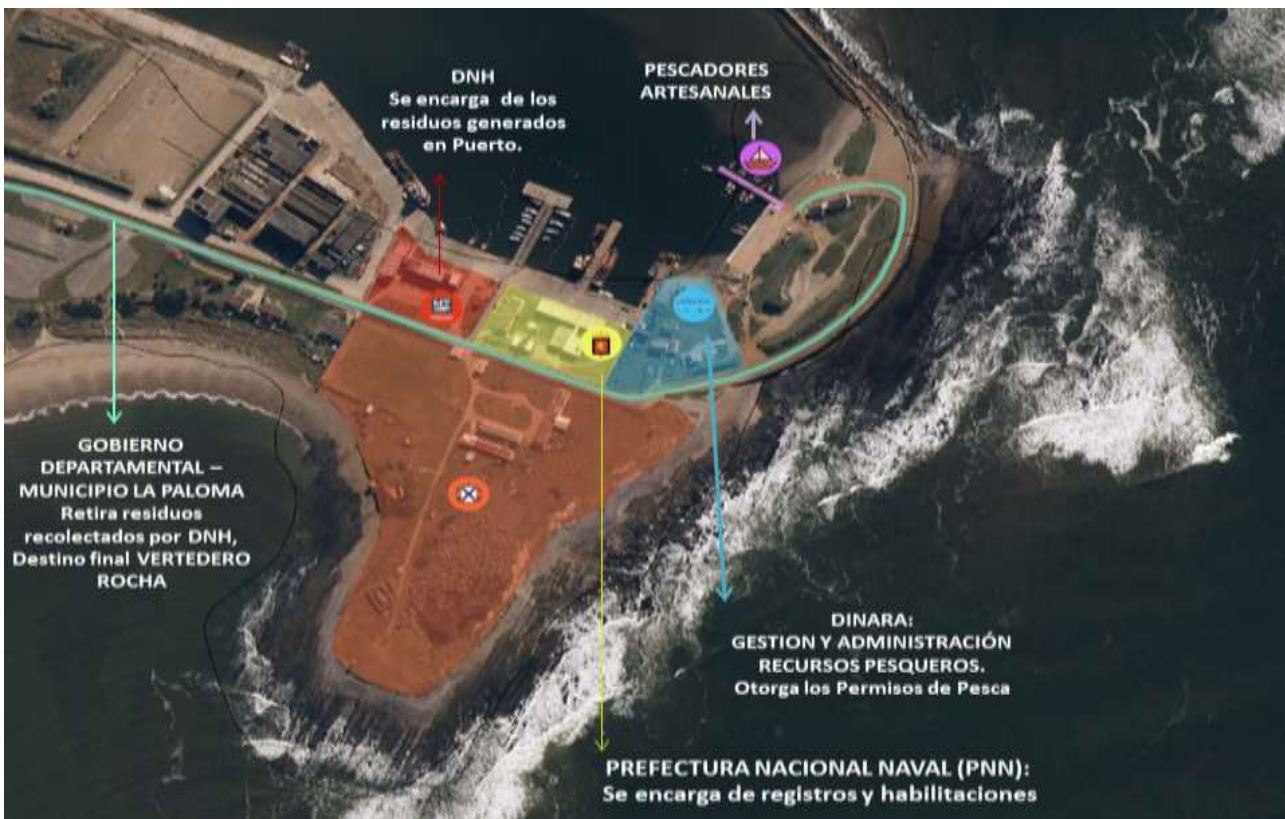 DNH
Se encarga de los
residuos generados
en Puerto.
PESCADORES
ARTESANALES
GOBIERNO
DEPARTAMENTAL –
MUNICIPIO LA PALOMA
Retira residuos
recolectados por DNH,
Destino final VERTEDERO
ROCHA
DINARA:
GESTION Y ADMINISTRACIÓN
RECURSOS PESQUEROS.
Otorga los Permisos de Pesca
PREFECTURA NACIONAL NAVAL (PNN):
Se encarga de registros y habilitaciones